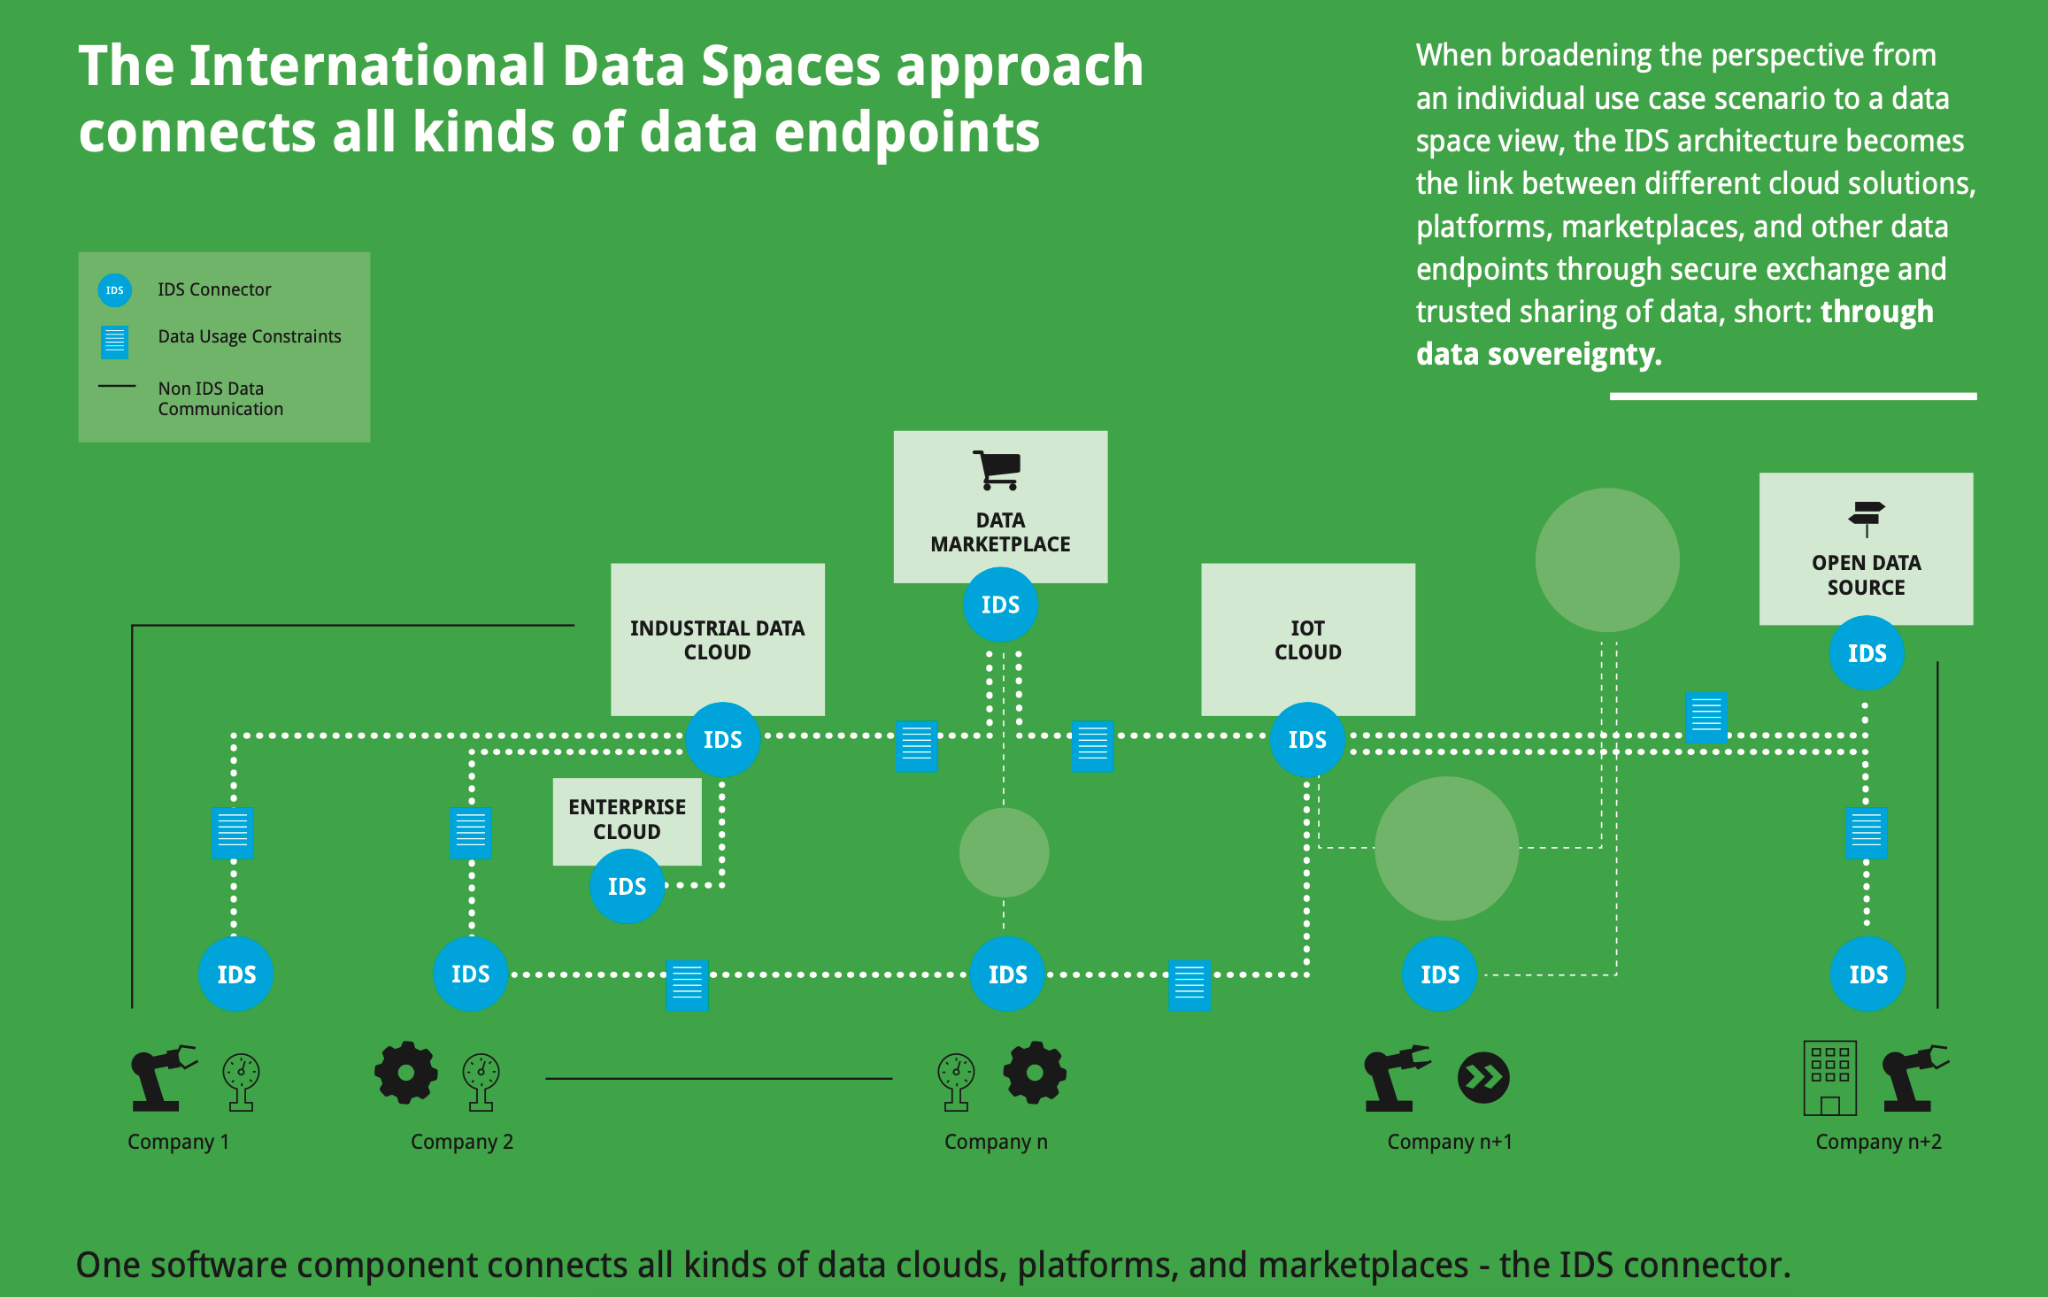 The International Data Spaces approach
connects all kinds of data endpoints
When broadening the perspective from
an individual use case scenario to a data
space view, the IDS architecture becomes
the link between different cloud solutions,
platforms, marketplaces, and other data
endpoints through secure exchange and
trusted sharing of data, short: through
data sovereignty.
IDS
IDS Connector
Data Usage Constraints
Non IDS Data
Communication
DATA
MARKETPLACE
IDS
OPEN DATA
SOURCE
IDS
INDUSTRIAL DATA
CLOUD
IDS
IOT
CLOUD
IDS
ENTERPRISE
CLOUD
IDS
IDS
IDS
IDS
IDS
IDS
Company 1
Company 2
Company n
Company n+1
Company n+2
One software component connects all kinds of data clouds, platforms, and marketplaces - the IDS connector.